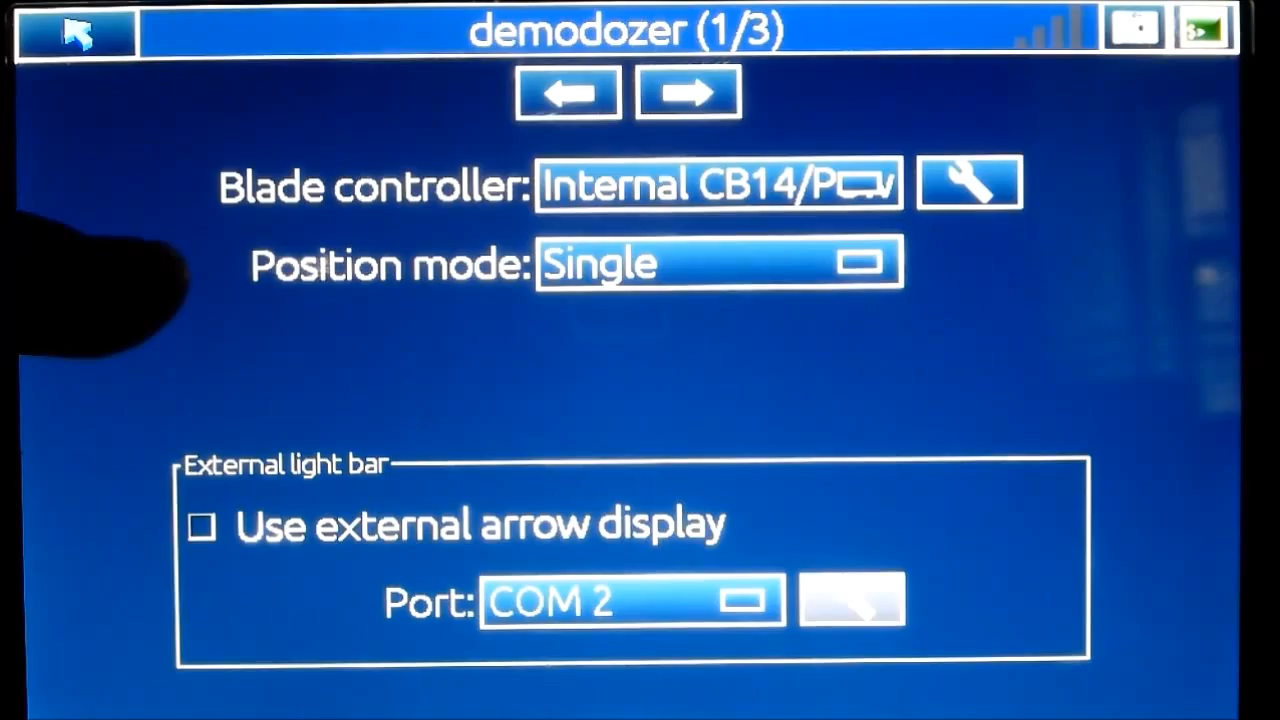 demodozer (1/3)
$>
Blade controller: Internal CB14/P
Position mode: Single
External light bar
Use external arrow display
Port: COM 2